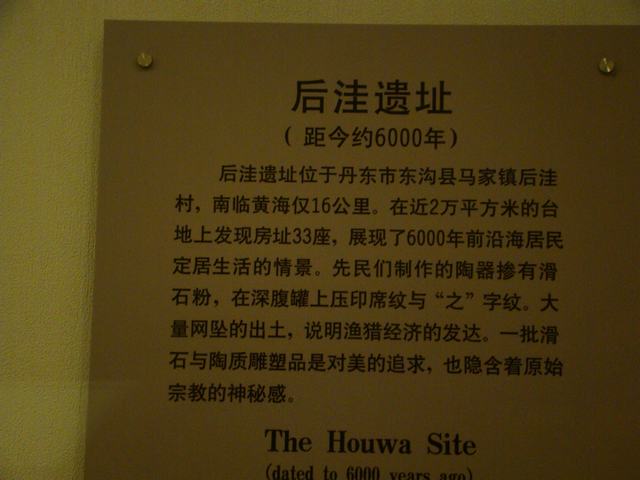 后洼遗址
( 距今约6000年)
后洼遗址位于丹东市东沟县马家镇后洼
村，南临黄海仅16公里。在近2万平方米的台
地上发现房址33座，展现了6000年前沿海居民
定居生活的情景。先民们制作的陶器掺有滑
石粉，在深腹罐上压印席纹与“之”字纹。大
量网坠的出土，说明渔猎经济的发达。一批滑
石与陶质雕塑品是对美的追求，也隐含着原始
宗教的神秘感。
The Houwa Site
(dated to 6000 years ago)